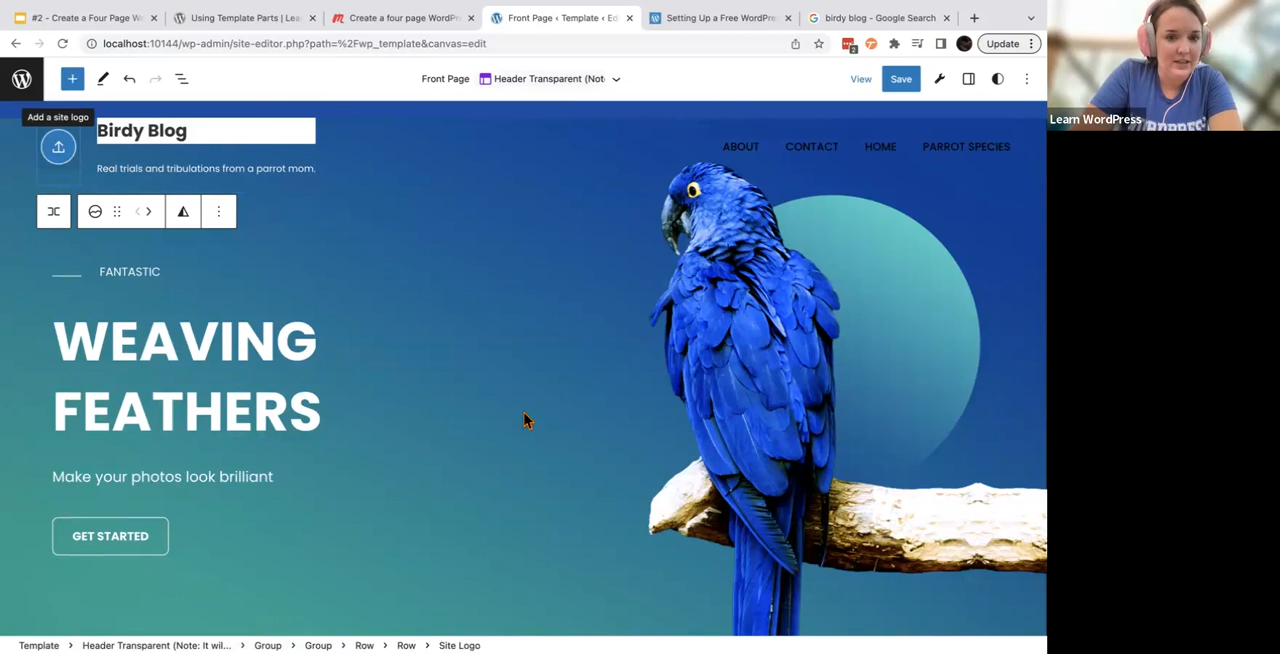 #2 - Create a Four Page We
Using Template Parts | Lea
Create a four page WordPre
Front Page ‹ Template ‹ Ed
Setting Up a Free WordPre
birdy blog - Google Search
localhost:10144/wp-admin/site-editor.php?path=%2Fwp_template&canvas=edit
2
Update
Front Page
Header Transparent (Note
View
Save
Add a site logo
Birdy Blog
Real trials and tribulations from a parrot mom.
ABOUT
CONTACT
HOME
PARROT SPECIES
FANTASTIC
WEAVING
FEATHERS
Make your photos look brilliant
GET STARTED
Template
Header Transparent (Note: It wil...
Group
Group
Row
Row
Site Logo
Learn WordPress